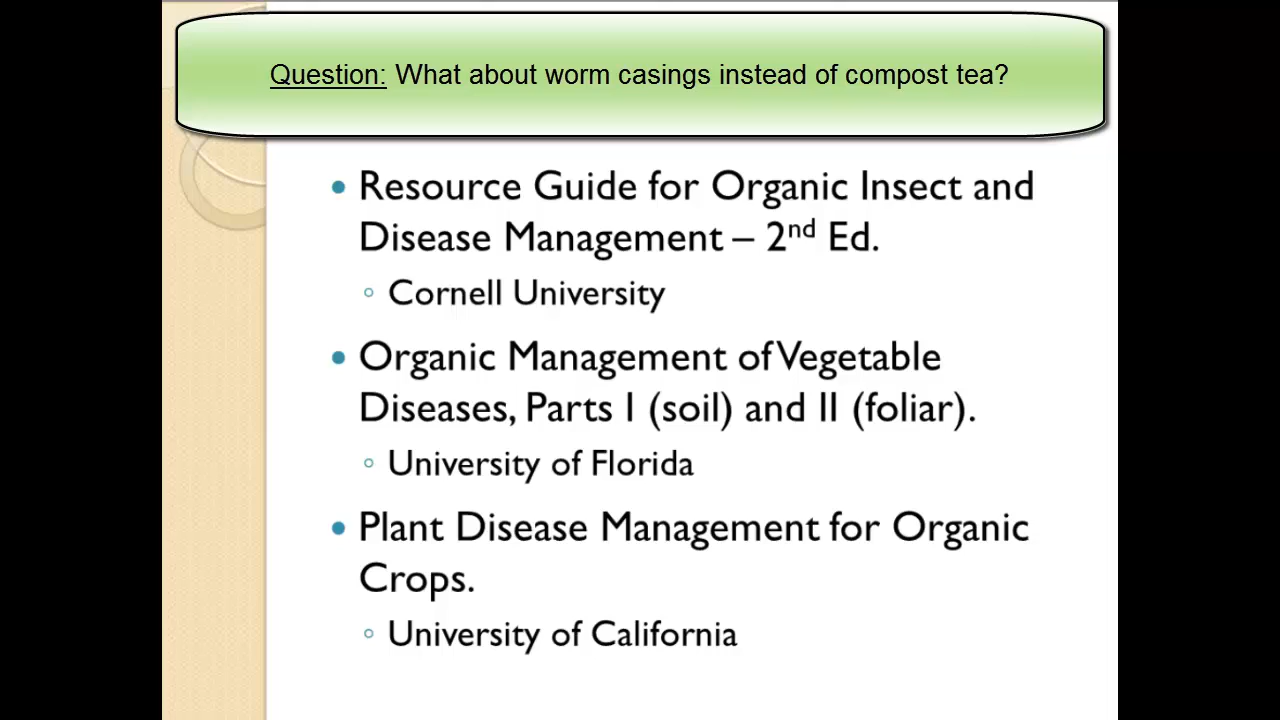 Question: What about worm casings instead of compost tea?
• Resource Guide for Organic Insect and
Disease Management – 2nd Ed.
◦ Cornell University
• Organic Management of Vegetable
Diseases, Parts I (soil) and II (foliar).
◦ University of Florida
• Plant Disease Management for Organic
Crops.
◦ University of California